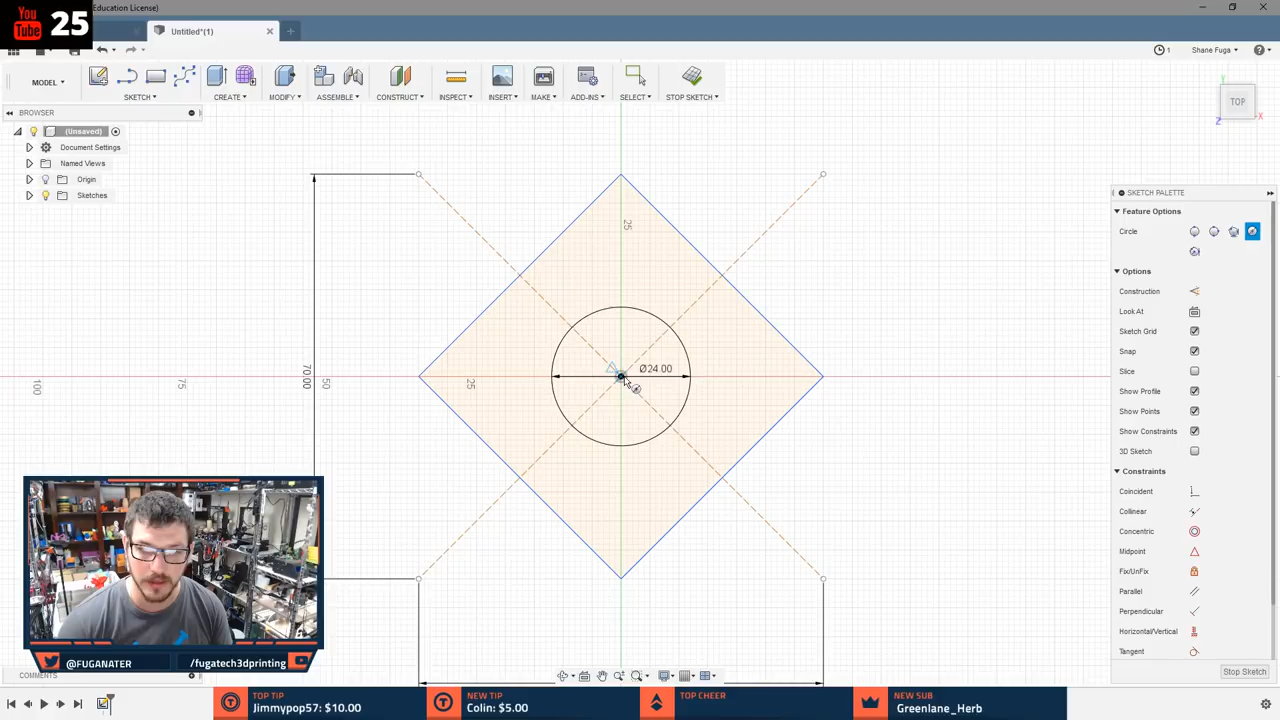 You Tube 25
Education License)
Untitled*(1)
1 Shane Fuga
MODEL
SKETCH CREATE MODIFY ASSEMBLE CONSTRUCT INSPECT INSERT MAKE ADD-INS SELECT STOP SKETCH
TOP
Y
X
Z
BROWSER
(Unsaved)
Document Settings
Named Views
Origin
Sketches
SKETCH PALETTE
Feature Options
Circle
Options
Construction
Look At
Sketch Grid
Snap
Slice
Show Profile
Show Points
Show Constraints
3D Sketch
Constraints
Coincident
Collinear
Concentric
Midpoint
Fix/UnFix
Parallel
Perpendicular
Horizontal/Vertical
Tangent
Stop Sketch
25
Ø24.00
100
75
70.00
50
25
@FUGANATER /fugatech3dprinting
COMMENTS
TOP TIP
Jimmypop57: $10.00
NEW TIP
Colin: $5.00
TOP CHEER
NEW SUB
Greenlane_Herb